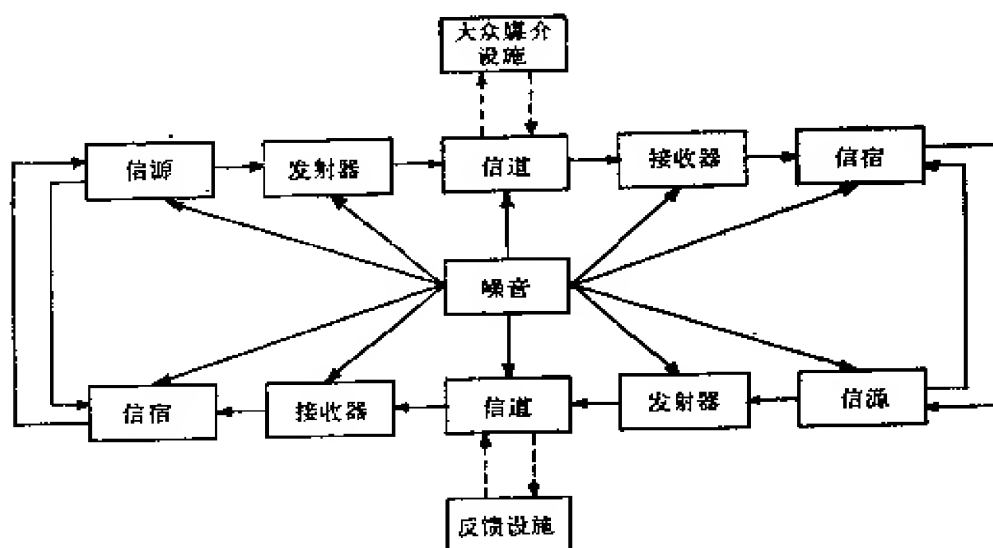 大众媒介
设施
信源
发射器
信道
接收器
信宿
噪音
信宿
接收器
信道
发射器
信源
反馈设施